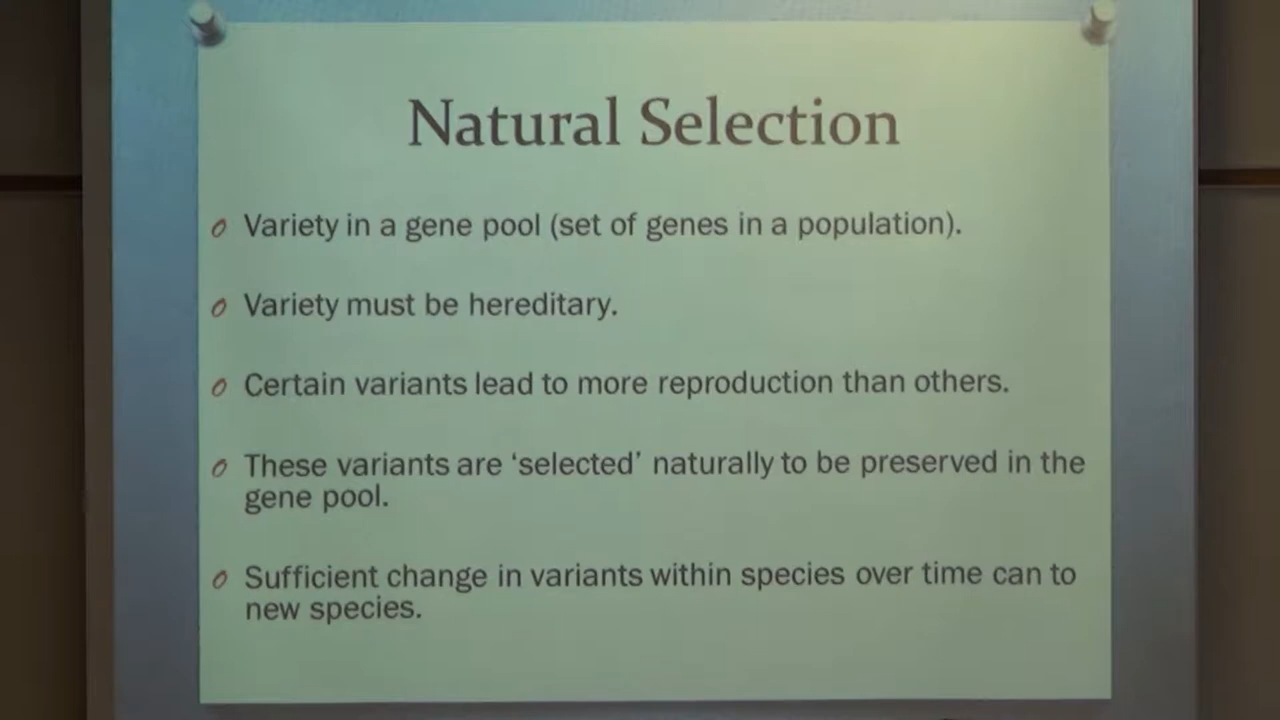 Natural Selection
Variety in a gene pool (set of genes in a population).
Variety must be hereditary.
Certain variants lead to more reproduction than others.
These variants are ‘selected’ naturally to be preserved in the
gene pool.
Sufficient change in variants within species over time can to
new species.